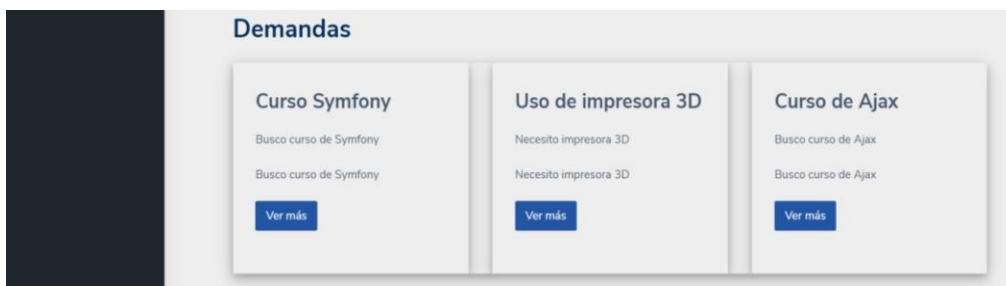 Demandas
Curso Symfony
Busco curso de Symfony
Busco curso de Symfony
Ver más
Uso de impresora 3D
Necesito impresora 3D
Necesito impresora 3D
Ver más
Curso de Ajax
Busco curso de Ajax
Busco curso de Ajax
Ver más